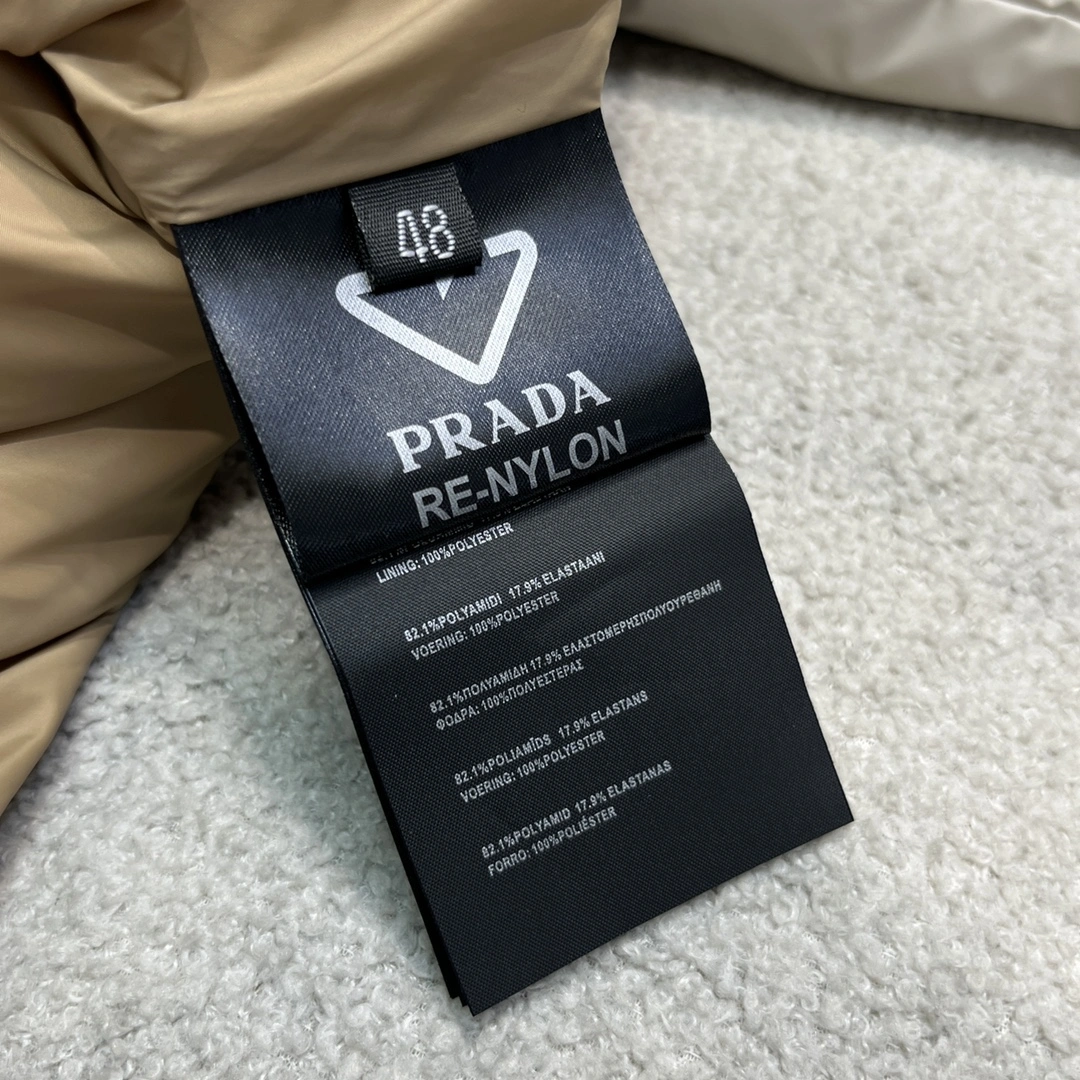 48
PRADA
RE-NYLON
LINING: 100%POLYESTER
82.1%POLYAMIDI 17.9% ELASTAANI
VOERING: 100%POLYESTER
82.1%ΠΟΛΥΑΜΙΔΗ 17.9% ΕΛΑΣΤΟΜΕΡΗΣΠΟΛΥΟΥΡΕΘΑΝΗ
ΦΟΔΡΑ: 100%ΠΟΛΥΕΣΤΕΡΑΣ
82.1%POLIAMĪDS 17.9% ELASTANS
VOERING: 100%POLYESTER
82.1%POLYAMID 17.9% ELASTANAS
FORRO: 100%POLIÉSTER